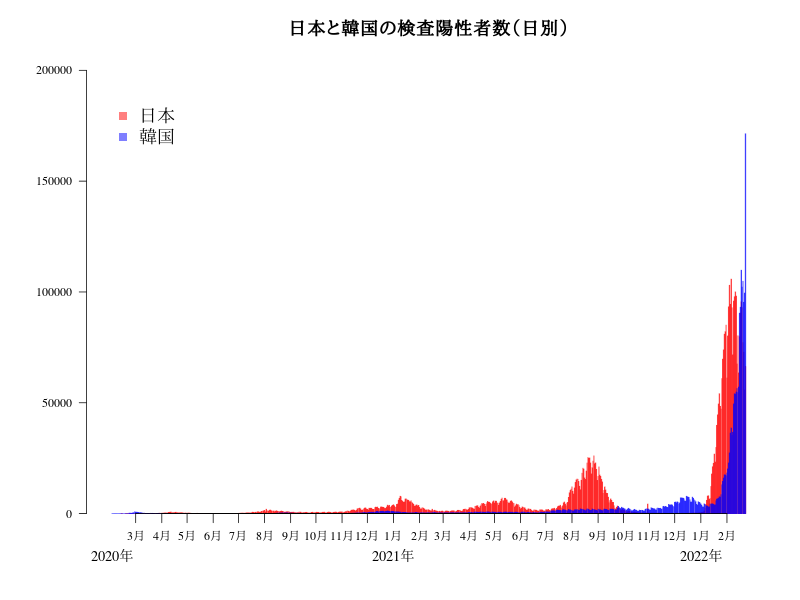 日本と韓国の検査陽性者数（日別）
200000
日本
韓国
150000
100000
50000
0
3月 4月 5月 6月 7月 8月 9月 10月 11月 12月 1月 2月 3月 4月 5月 6月 7月 8月 9月 10月 11月 12月 1月 2月
2020年 2021年 2022年